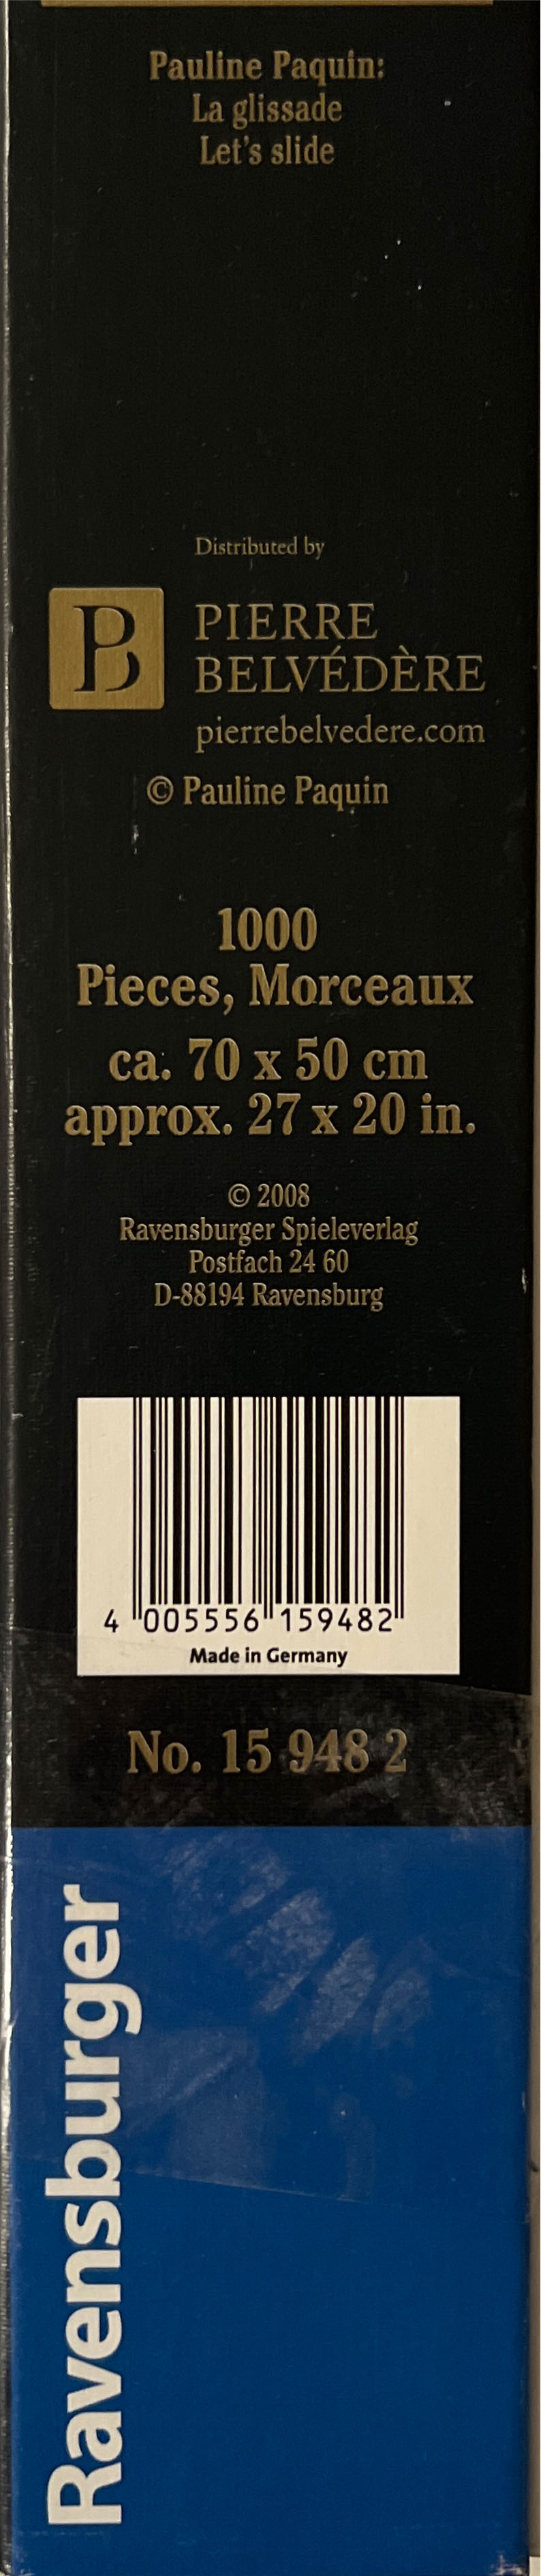 Pauline Paquin:
La glissade
Let's slide
Distributed by
B
PIERRE
BELVÉDÈRE
pierrebelvedere.com
© Pauline Paquin
1000
Pieces, Morceaux
ca. 70 x 50 cm
approx. 27 x 20 in.
© 2008
Ravensburger Spieleverlag
Postfach 24 60
D-88194 Ravensburg
4 005556 159482
Made in Germany
No. 15 948 2
Ravensburger